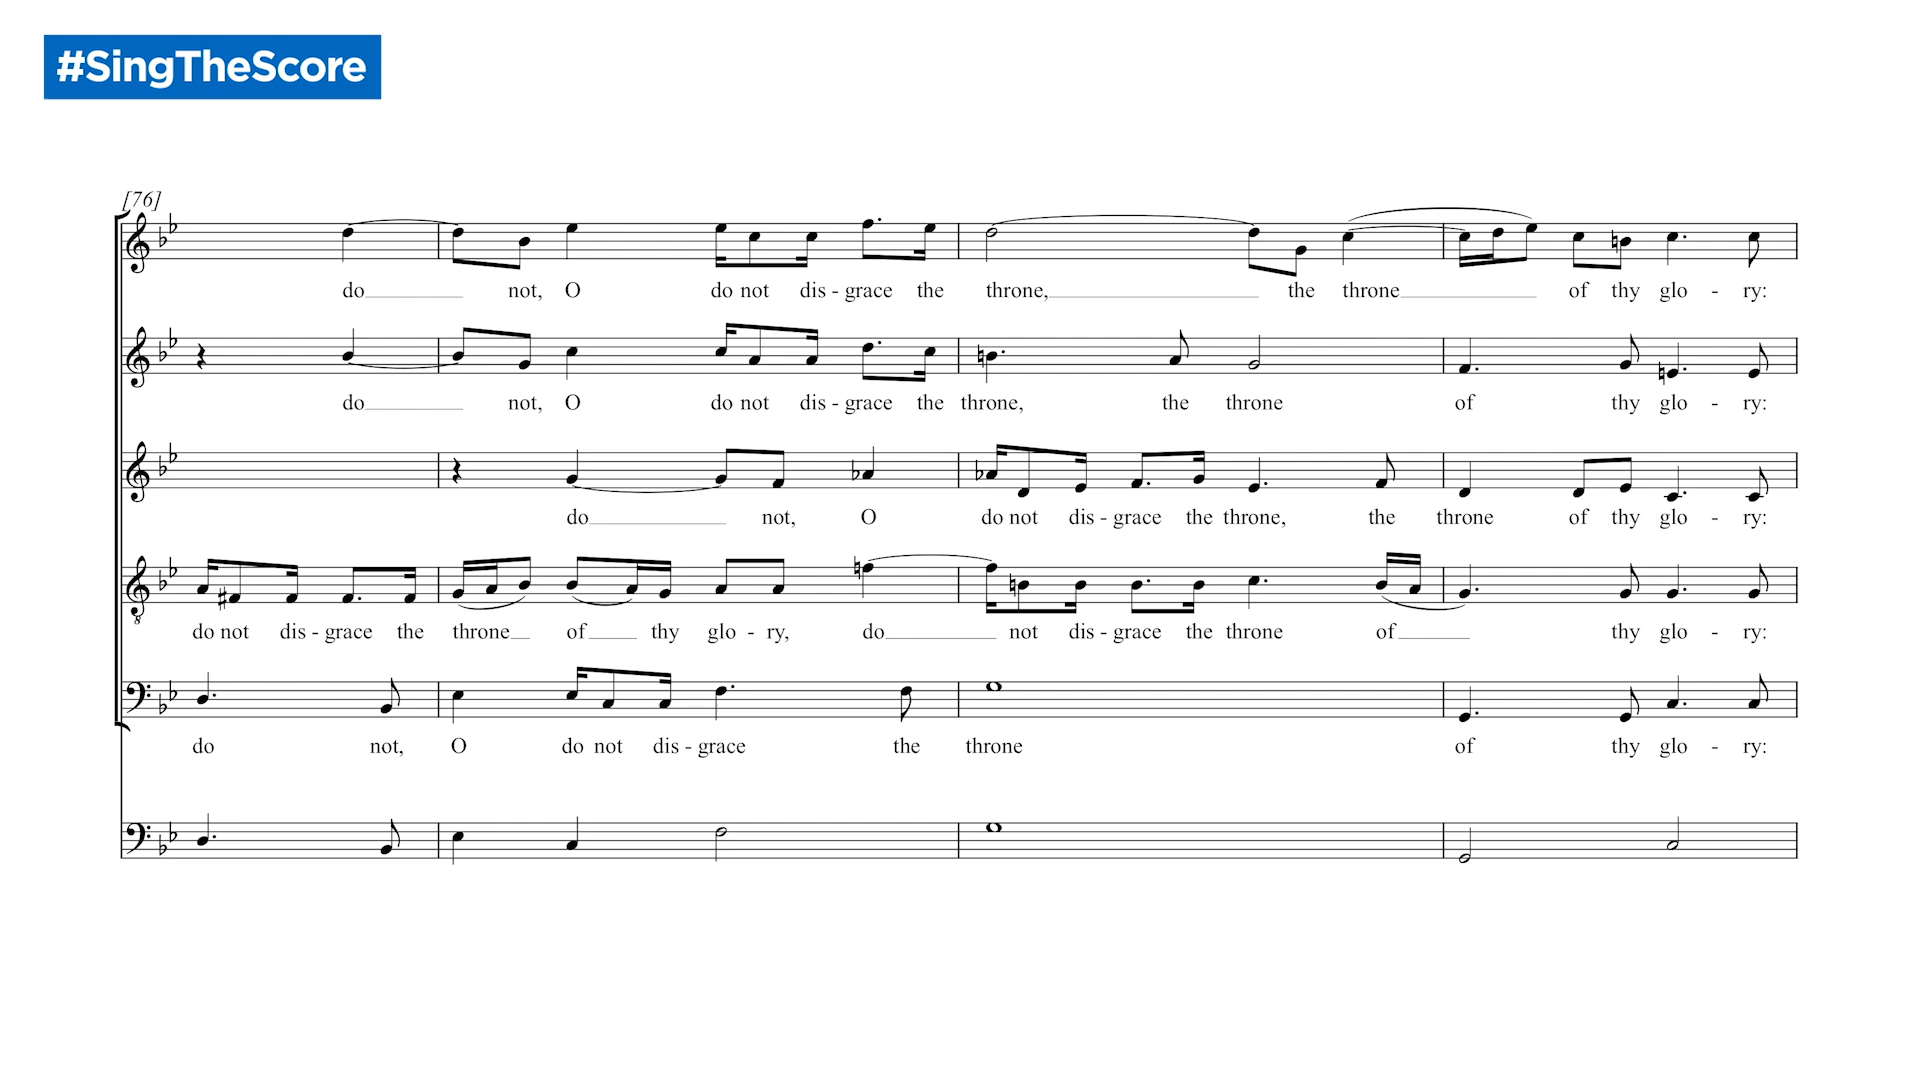 #SingTheScore
[76]
do not, O do not dis - grace the throne, the throne of thy glo - ry:
do not, O do not dis - grace the throne, the throne of thy glo - ry:
do not, O do not dis - grace the throne, the throne of thy glo - ry:
do not dis - grace the throne of thy glo - ry, do not dis - grace the throne of thy glo - ry:
do not, O do not dis - grace the throne of thy glo - ry: